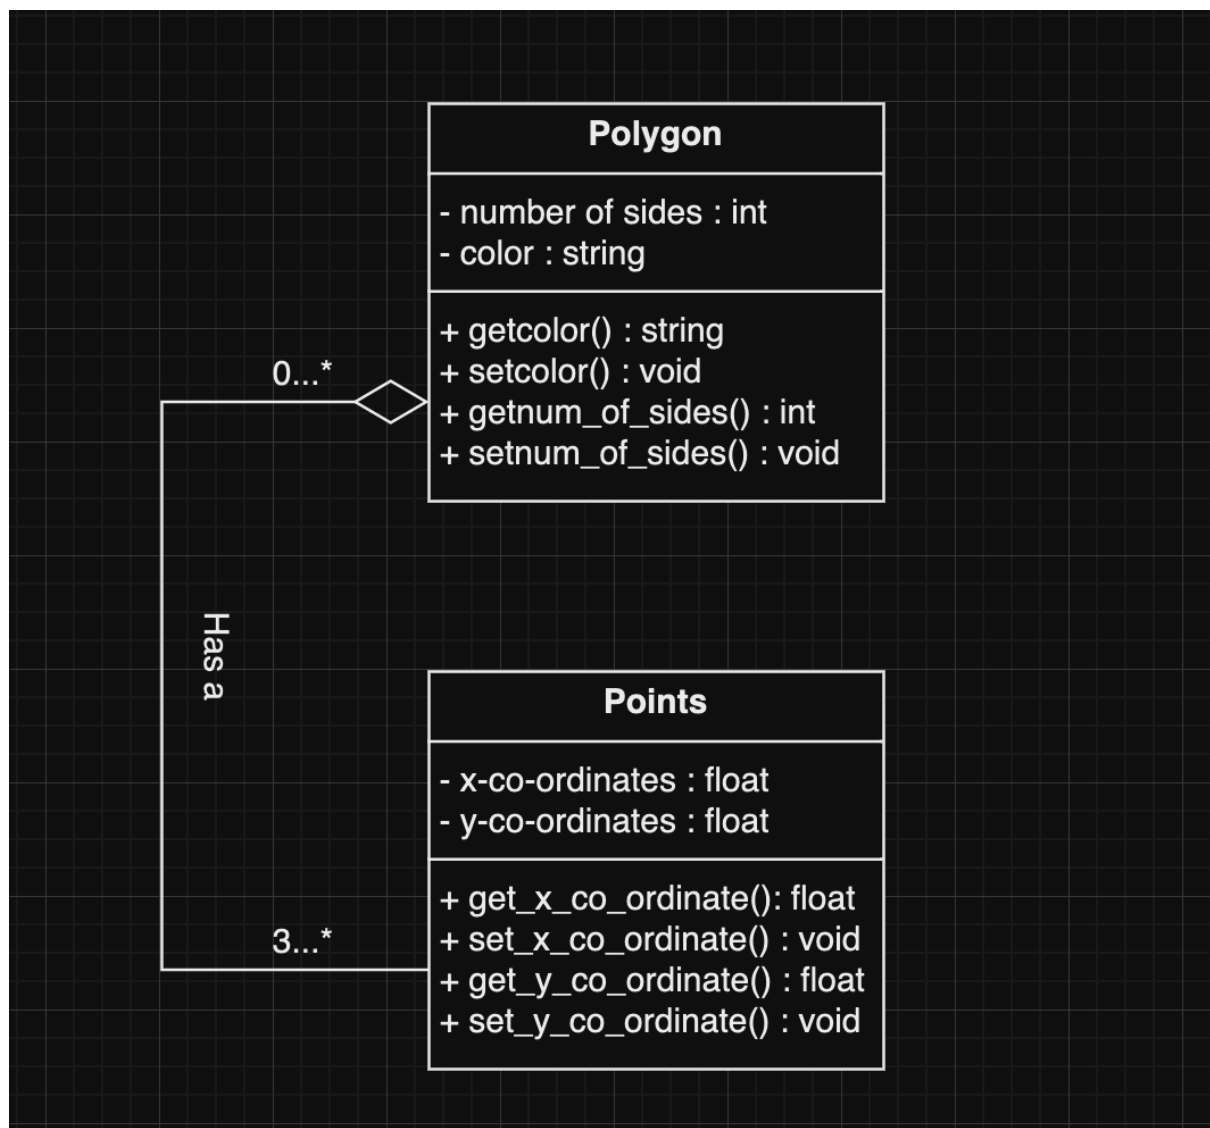 Polygon
- number of sides : int
- color : string
+ getcolor() : string
+ setcolor() : void
+ getnum_of_sides() : int
+ setnum_of_sides() : void
0...*
Has a
3...*
Points
- x-co-ordinates : float
- y-co-ordinates : float
+ get_x_co_ordinate(): float
+ set_x_co_ordinate() : void
+ get_y_co_ordinate() : float
+ set_y_co_ordinate() : void